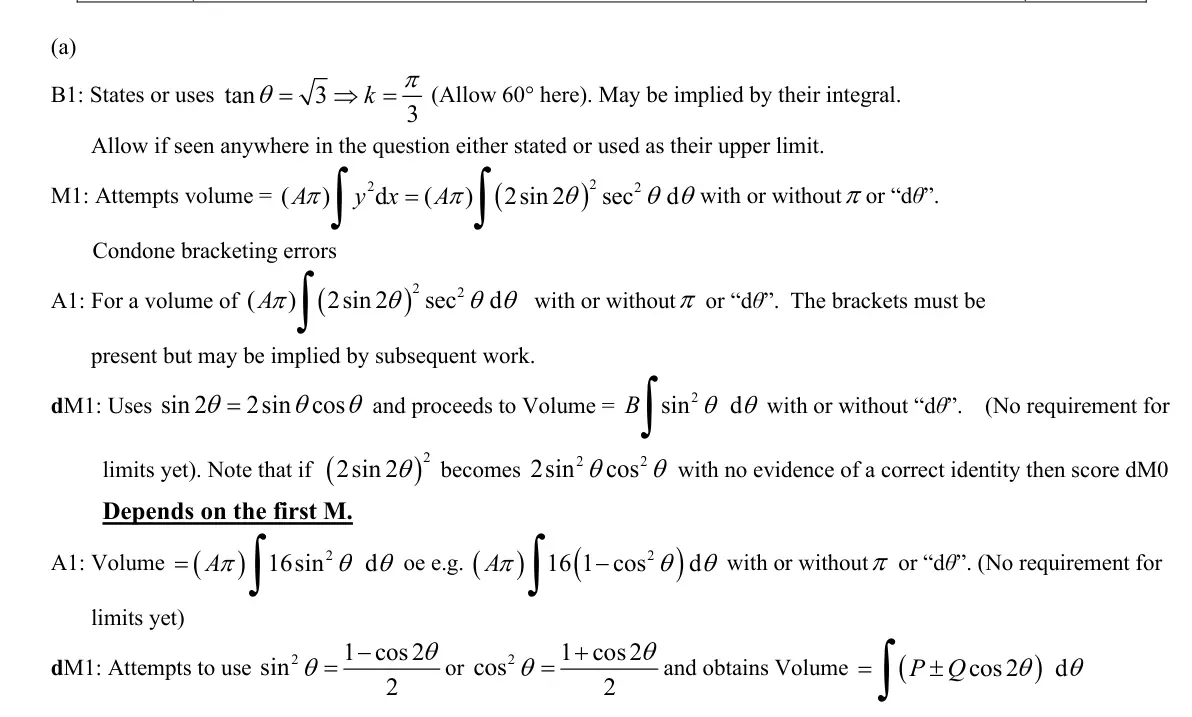 (a)
B1: States or uses tan θ = √3 ⇒ k = π/3 (Allow 60° here). May be implied by their integral.
Allow if seen anywhere in the question either stated or used as their upper limit.
M1: Attempts volume = (Aπ)∫ y²dx = (Aπ)∫ (2 sin 2θ)² sec² θ dθ with or without π or “dθ”.
Condone bracketing errors
A1: For a volume of (Aπ)∫ (2 sin 2θ)² sec² θ dθ with or without π or “dθ”. The brackets must be
present but may be implied by subsequent work.
dM1: Uses sin 2θ = 2 sin θ cos θ and proceeds to Volume = B∫ sin² θ dθ with or without “dθ”. (No requirement for
limits yet). Note that if (2 sin 2θ)² becomes 2 sin² θ cos² θ with no evidence of a correct identity then score dM0
Depends on the first M.
A1: Volume = (Aπ)∫ 16 sin² θ dθ oe e.g. (Aπ)∫ 16(1 − cos² θ) dθ with or without π or “dθ”. (No requirement for
limits yet)
dM1: Attempts to use sin² θ = (1 − cos 2θ)/2 or cos² θ = (1 + cos 2θ)/2 and obtains Volume = ∫ (P ± Q cos 2θ) dθ